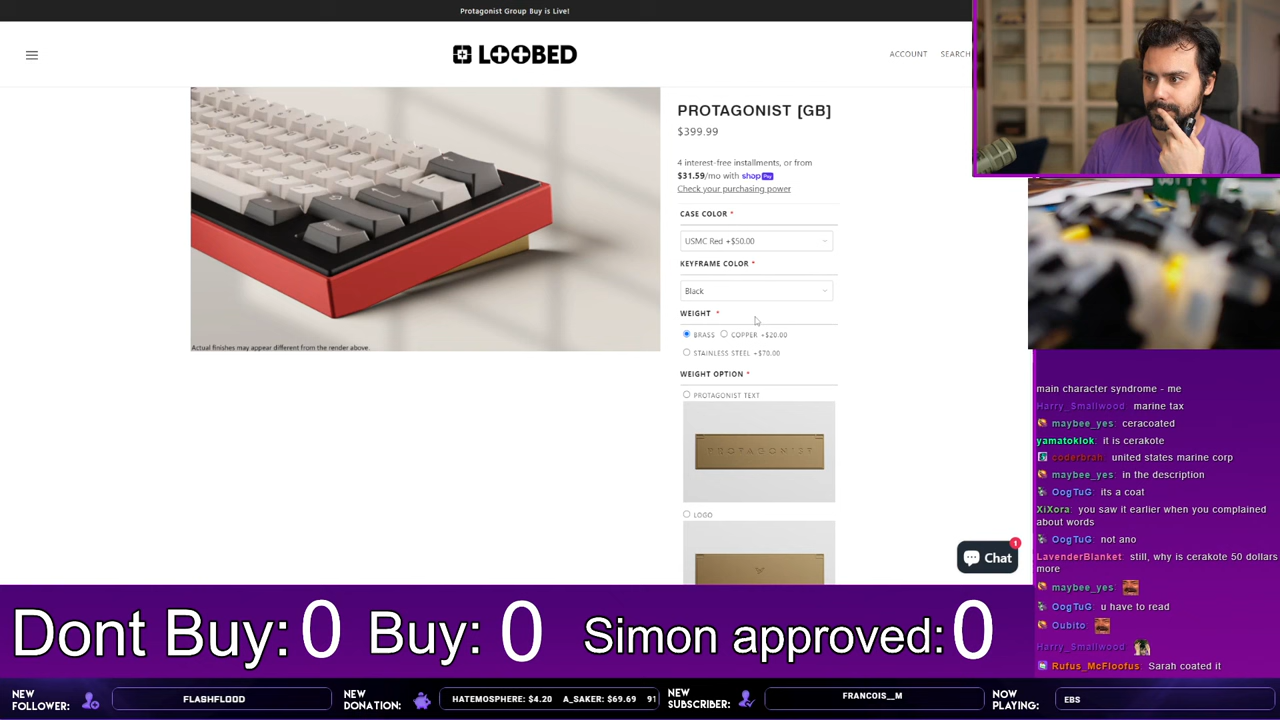 Protagonist Group Buy is Live!
LOOBED
ACCOUNT
SEARCH
PROTAGONIST [GB]
$399.99
4 interest-free installments, or from
$31.59/mo with shop Pay
Check your purchasing power
CASE COLOR *
USMC Red +$50.00
KEYFRAME COLOR *
Black
WEIGHT *
BRASS COPPER +$20.00
STAINLESS STEEL +$70.00
WEIGHT OPTION *
PROTAGONIST TEXT
PROTAGONIST
LOGO
Actual finishes may appear different from the render above.
Chat
1
main character syndrome - me
Harry_Smallwood marine tax
maybee_yes: ceracoated
yamatoklok: it is cerakote
coderbrah: united states marine corp
maybee_yes: in the description
OogTuG: its a coat
XiXora: you saw it earlier when you complained
about words
OogTuG: not ano
LavenderBlanket: still, why is cerakote 50 dollars
more
maybee_yes:
OogTuG: u have to read
Oubito:
Harry_Smallwood
Rufus_McFloofus: Sarah coated it
Dont Buy: 0 Buy: 0 Simon approved: 0
NEW
FOLLOWER:
FLASHFLOOD
NEW
DONATION:
HATEMOSPHERE: $4.20 A_SAKER: $69.69 91
NEW
SUBSCRIBER:
FRANCOIS__M
NOW
PLAYING:
EBS